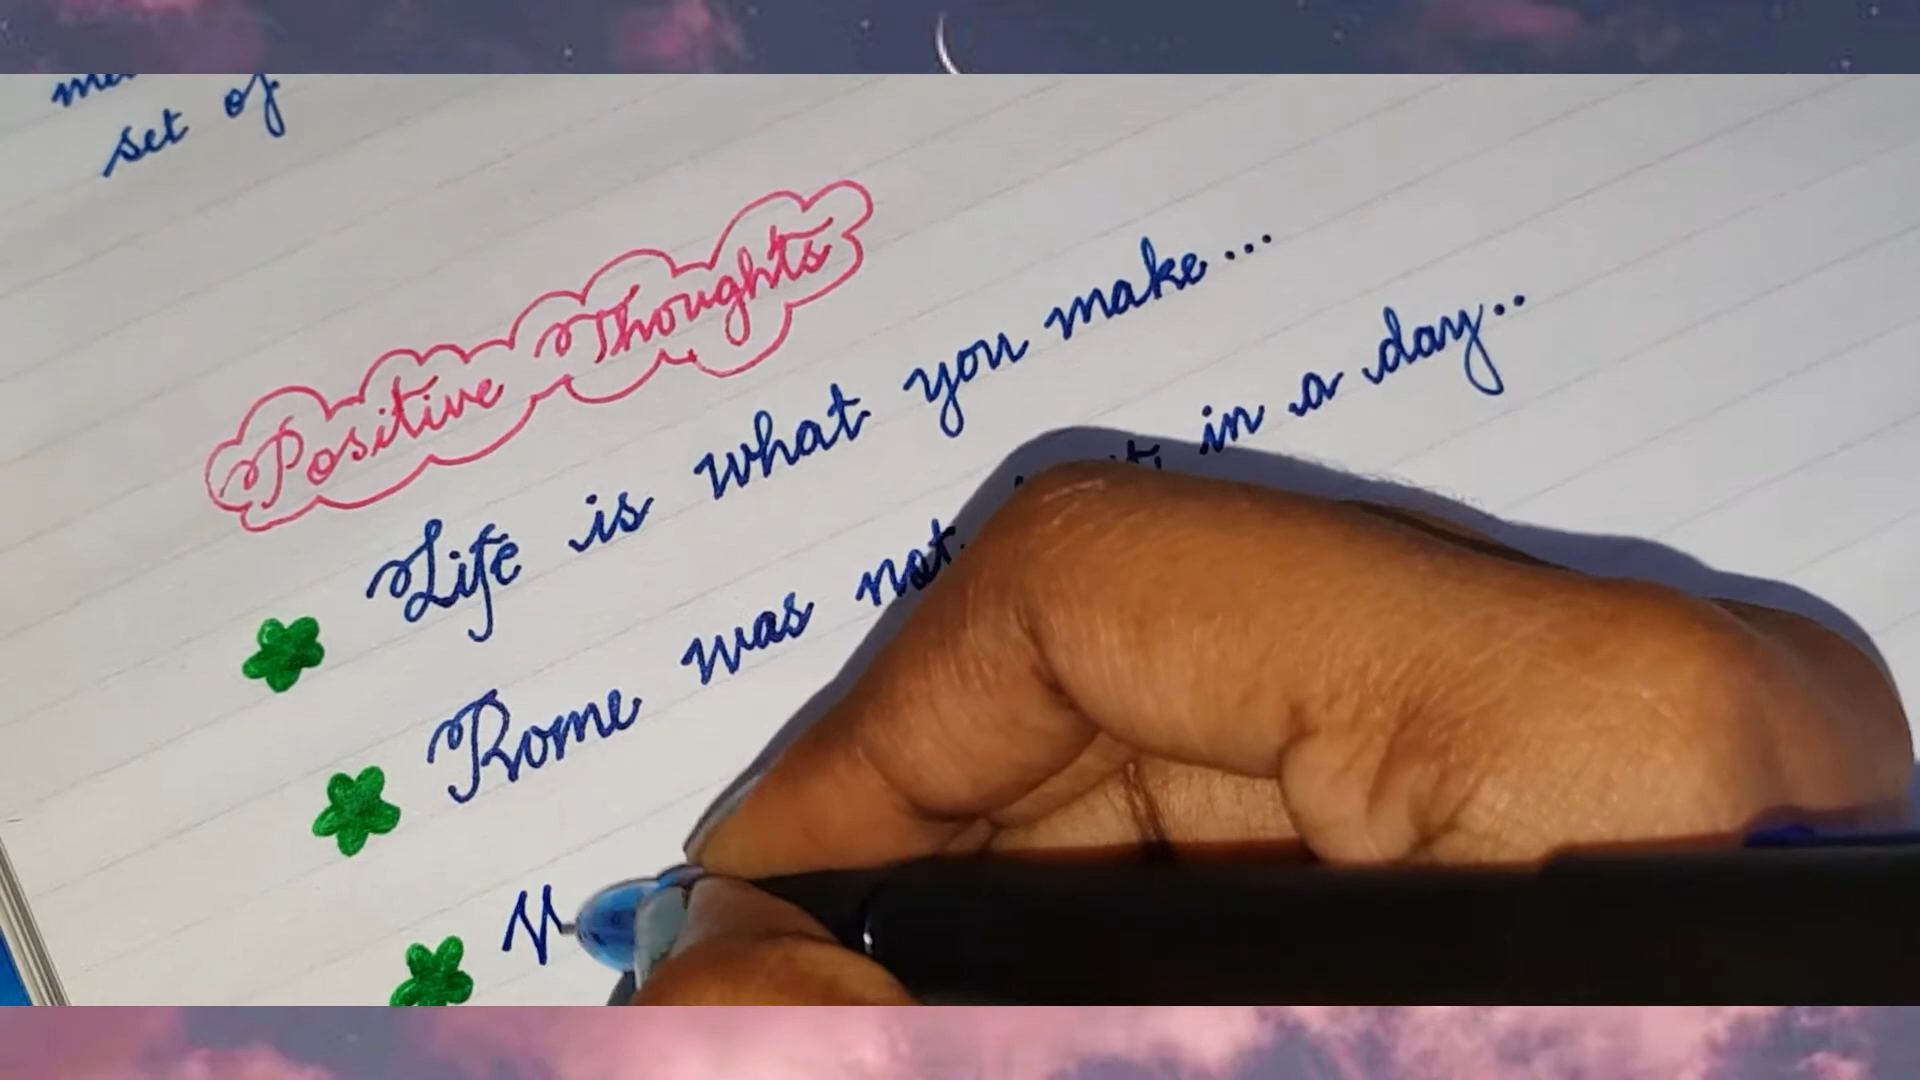 set of
Positive Thoughts
Life is what you make....
Rome was not in a day..